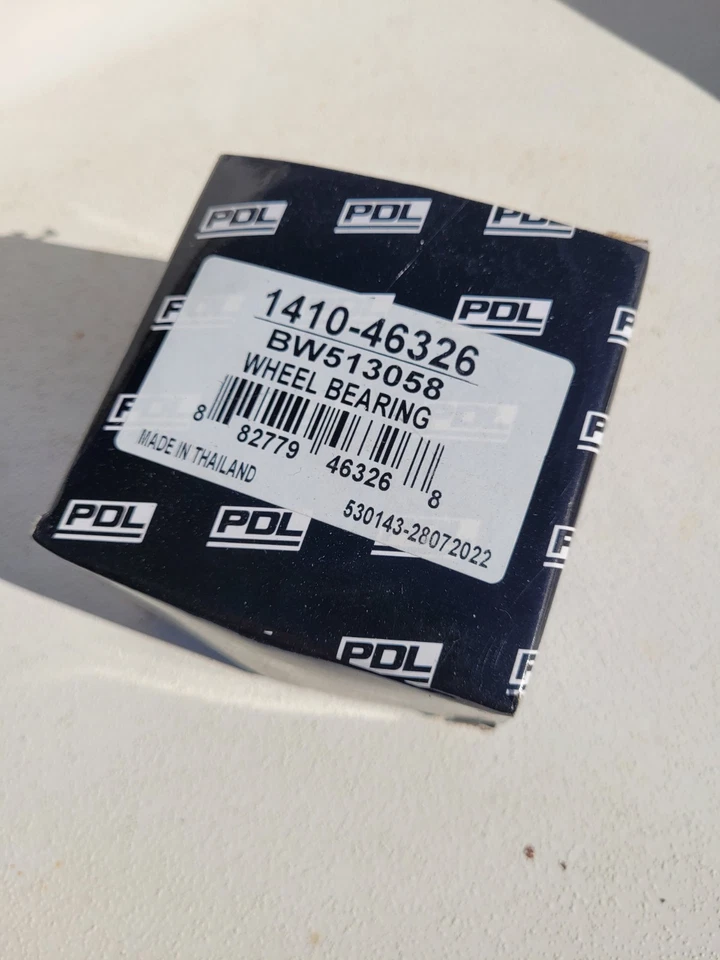 PDL PDL PDL
PDL
1410-46326
BW513058
WHEEL BEARING
8 82779 46326 8
MADE IN THAILAND
530143-28072022
PDL PDL
PDL